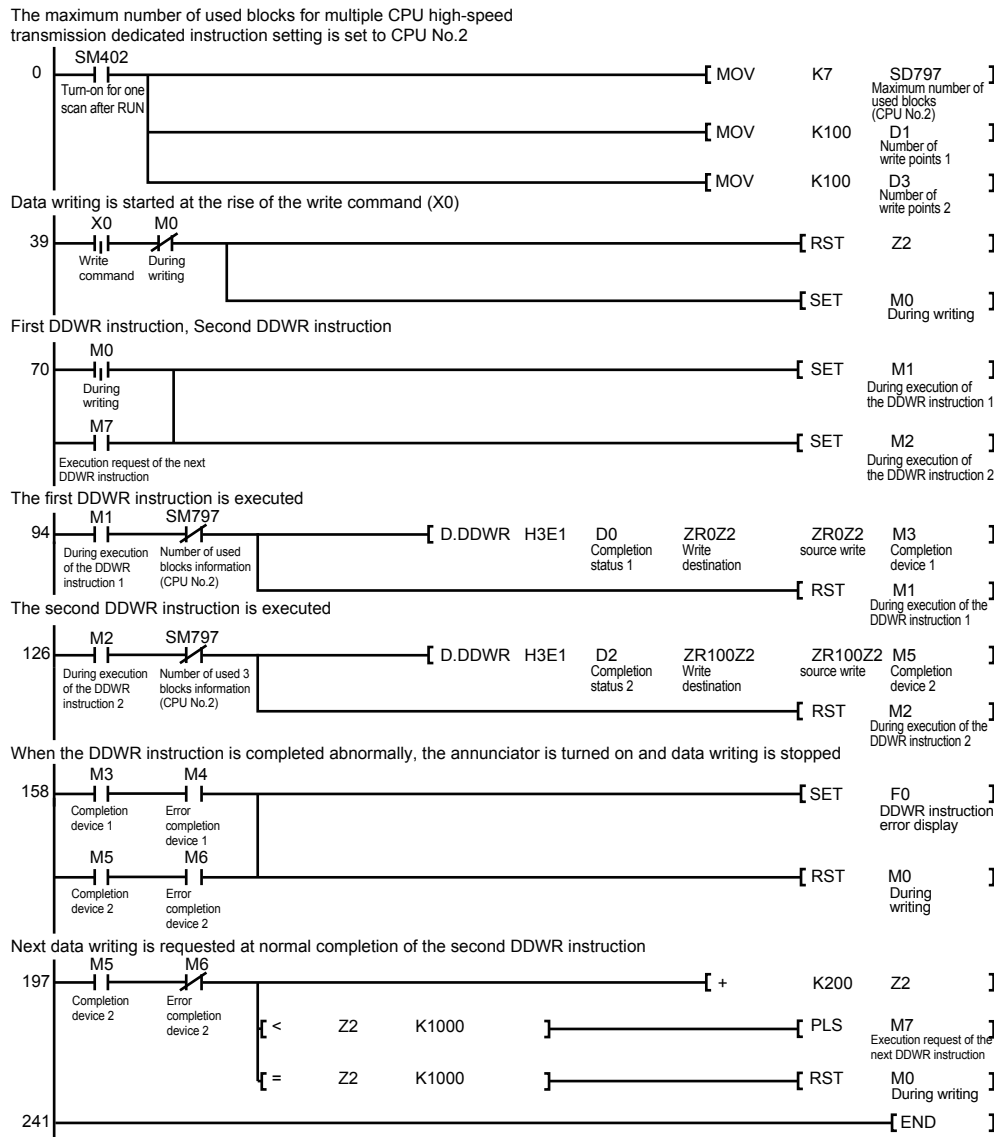 The maximum number of used blocks for multiple CPU high-speed
transmission dedicated instruction setting is set to CPU No.2
SM402
0 [ MOV K7 SD797 ]
Turn-on for one
scan after RUN
Maximum number of
used blocks
(CPU No.2)
[ MOV K100 D1 ]
Number of
write points 1
[ MOV K100 D3 ]
Number of
write points 2
Data writing is started at the rise of the write command (X0)
X0 M0
39 [ RST Z2 ]
Write
command
During
writing
[ SET M0 ]
During writing
First DDWR instruction, Second DDWR instruction
M0
70 [ SET M1 ]
During
writing
During execution of
the DDWR instruction 1
M7
[ SET M2 ]
Execution request of the next
DDWR instruction
During execution of
the DDWR instruction 2
The first DDWR instruction is executed
M1 SM797
94 [ D.DDWR H3E1 D0 ZR0Z2 ZR0Z2 M3 ]
During execution
of the DDWR
instruction 1
Number of used
blocks information
(CPU No.2)
Completion
status 1
Write
destination
source write
Completion
device 1
[ RST M1 ]
During execution of the
DDWR instruction 1
The second DDWR instruction is executed
M2 SM797
126 [ D.DDWR H3E1 D2 ZR100Z2 ZR100Z2 M5 ]
During execution
of the DDWR
instruction 2
Number of used 3
blocks information
(CPU No.2)
Completion
status 2
Write
destination
source write
Completion
device 2
[ RST M2 ]
During execution of the
DDWR instruction 2
When the DDWR instruction is completed abnormally, the annunciator is turned on and data writing is stopped
M3 M4
158 [ SET F0 ]
Completion
device 1
Error
completion
device 1
DDWR instruction
error display
M5 M6
[ RST M0 ]
Completion
device 2
Error
completion
device 2
During
writing
Next data writing is requested at normal completion of the second DDWR instruction
M5 M6
197 [ + K200 Z2 ]
Completion
device 2
Error
completion
device 2
[ < Z2 K1000 ] [ PLS M7 ]
Execution request of the
next DDWR instruction
[ = Z2 K1000 ] [ RST M0 ]
During writing
241 [ END ]